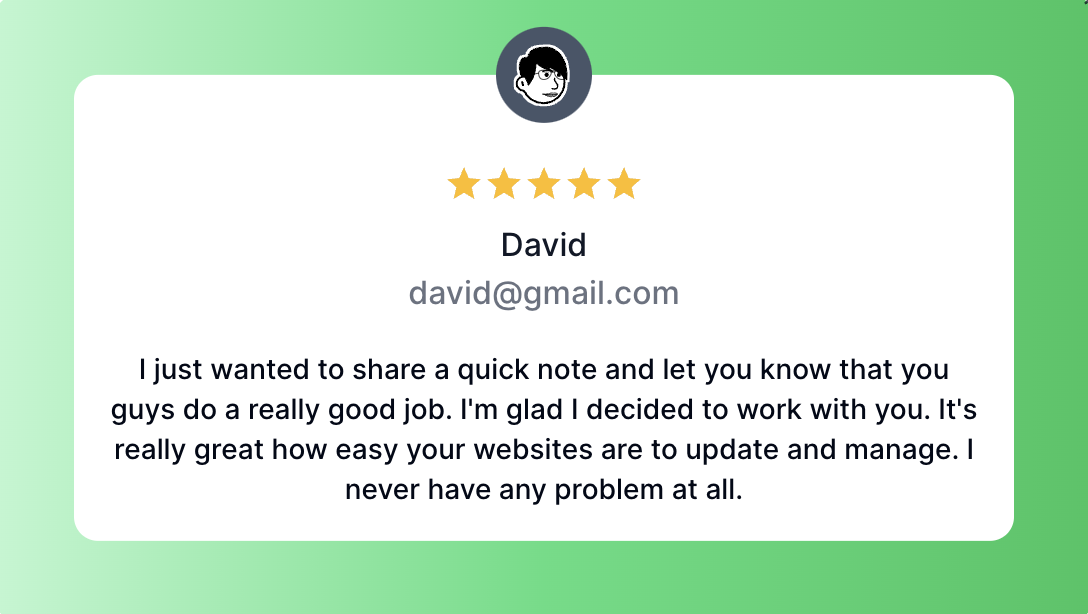 David
david@gmail.com
I just wanted to share a quick note and let you know that you
guys do a really good job. I'm glad I decided to work with you. It's
really great how easy your websites are to update and manage. I
never have any problem at all.